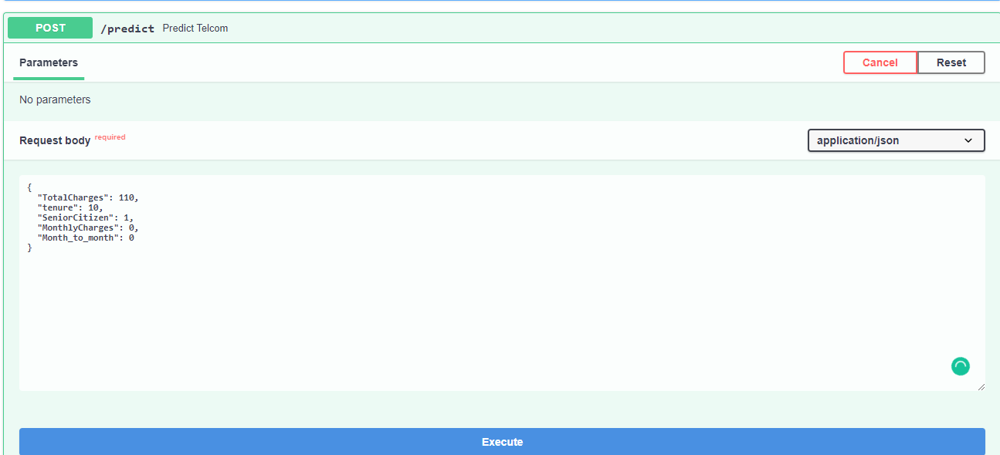 POST /predict Predict Telcom
Parameters
Cancel
Reset
No parameters
Request body required
application/json
{
  "TotalCharges": 110,
  "tenure": 10,
  "SeniorCitizen": 1,
  "MonthlyCharges": 0,
  "Month_to_month": 0
}
Execute